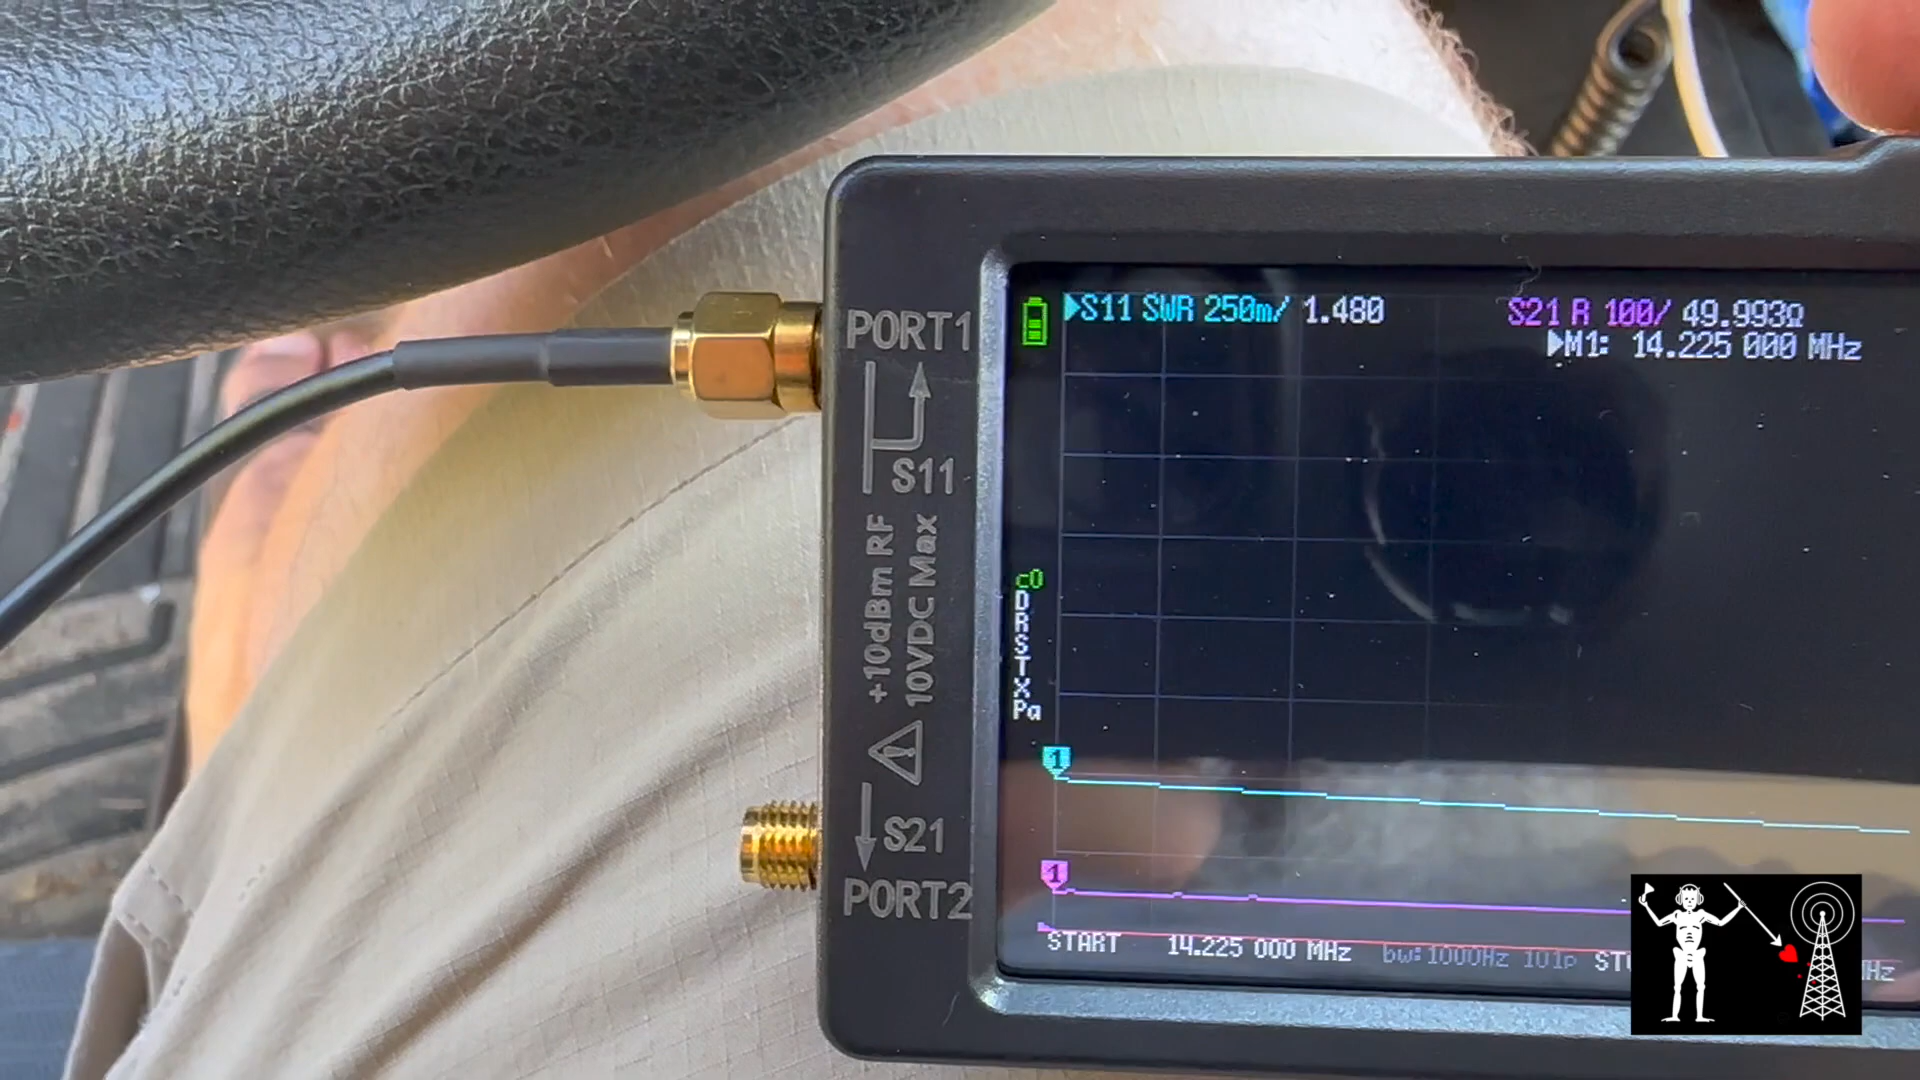 PORT1
S11
+10dBm RF
10VDC Max
S21
PORT2
S11 SWR 250m/ 1.480
S21 R 100/ 49.993Ω
M1: 14.225 000 MHz
c0
D
R
S
T
X
Pa
1
1
START 14.225 000 MHz bw:1000Hz 101p